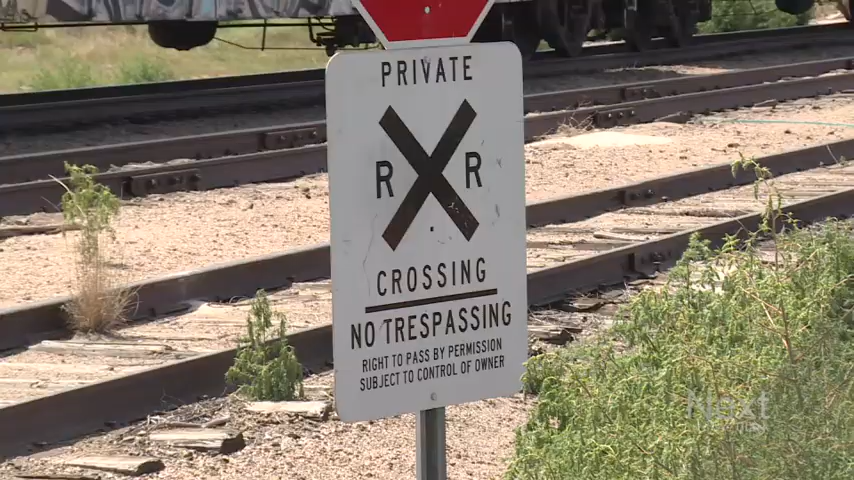 PRIVATE
R R
CROSSING
NO TRESPASSING
RIGHT TO PASS BY PERMISSION
SUBJECT TO CONTROL OF OWNER
Next